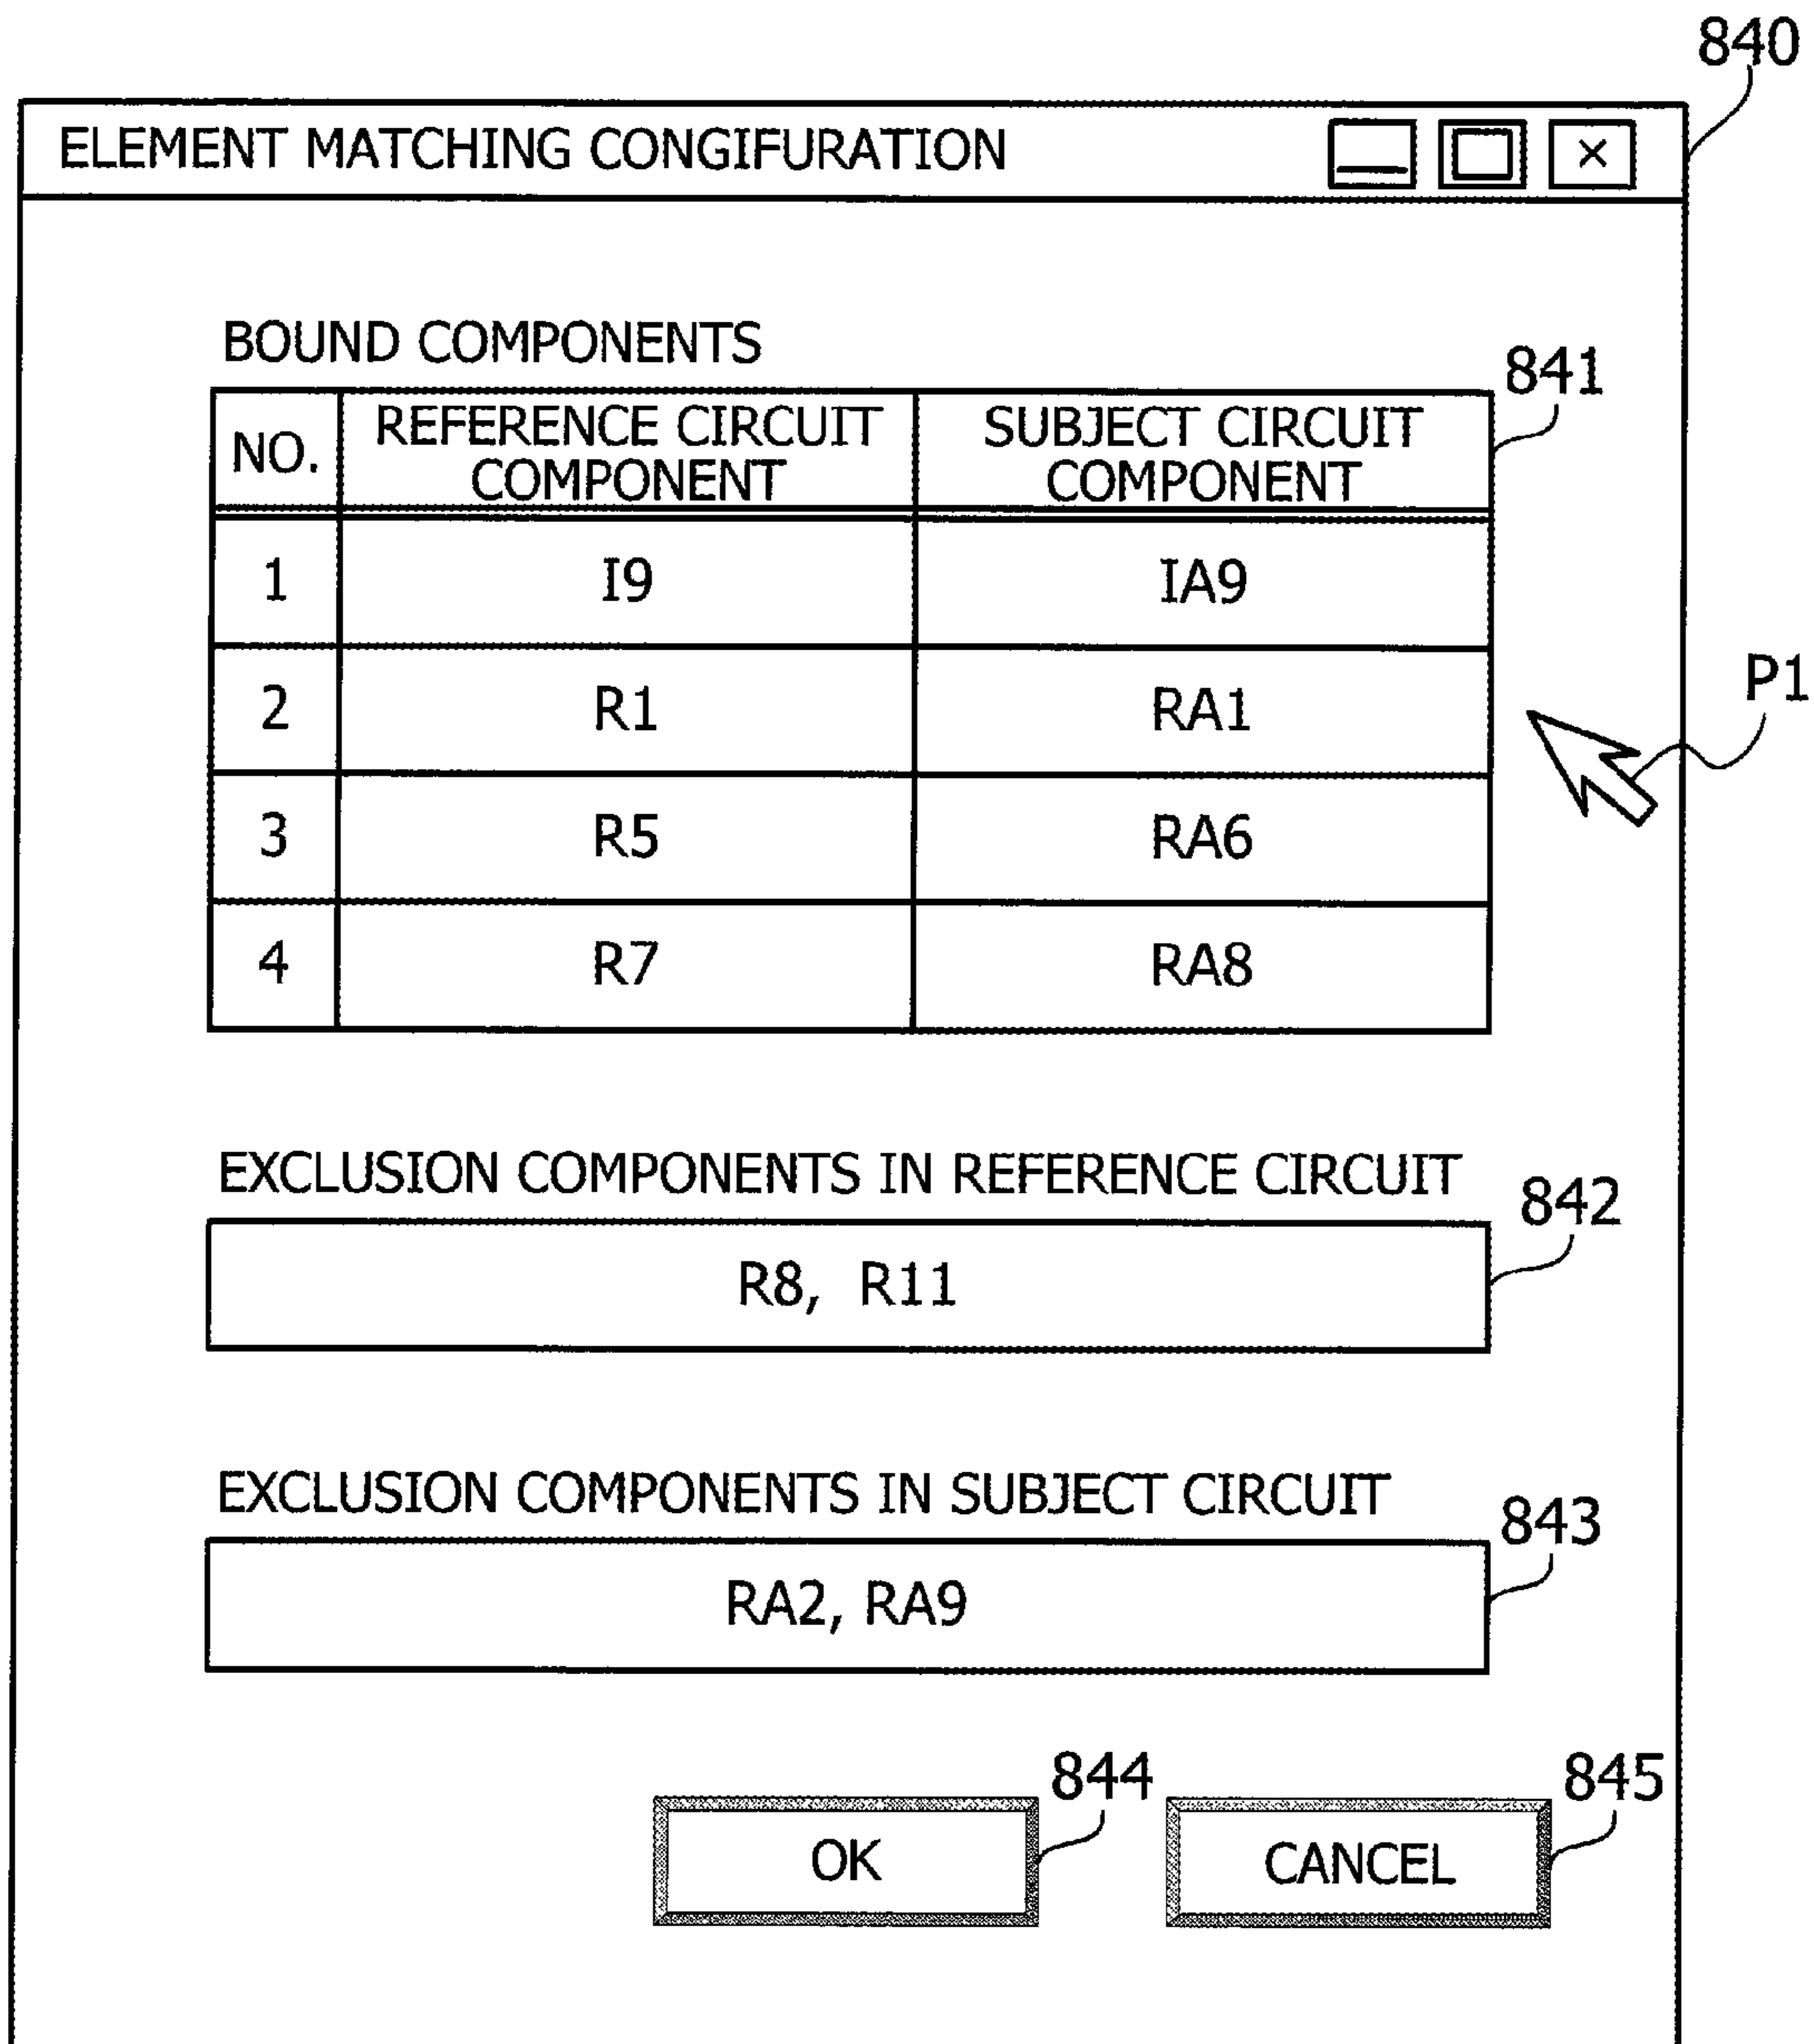 840
ELEMENT MATCHING CONGIFURATION
×
BOUND COMPONENTS
841
NO.
REFERENCE CIRCUIT
COMPONENT
SUBJECT CIRCUIT
COMPONENT
1 I9 IA9
2 R1 RA1
P1
3 R5 RA6
4 R7 RA8
EXCLUSION COMPONENTS IN REFERENCE CIRCUIT
842
R8, R11
EXCLUSION COMPONENTS IN SUBJECT CIRCUIT
843
RA2, RA9
844
845
OK
CANCEL